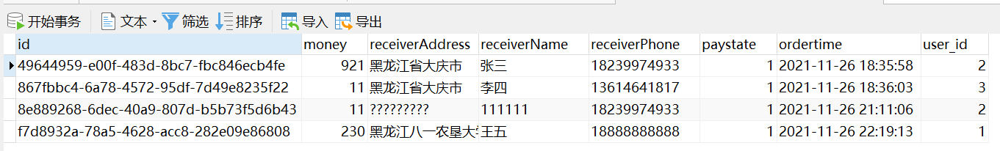 开始事务 文本 筛选 排序 导入 导出
id money receiverAddress receiverName receiverPhone paystate ordertime user_id
49644959-e00f-483d-8bc7-fbc846ecb4fe 921 黑龙江省大庆市 张三 18239974933 1 2021-11-26 18:35:58 2
867fbbc4-6a78-4572-95df-7d49e8235f22 11 黑龙江省大庆市 李四 13614641817 1 2021-11-26 18:36:03 3
8e889268-6dec-40a9-807d-b5b73f5d6b43 11 ????????? 111111 18239974933 1 2021-11-26 21:11:06 2
f7d8932a-78a5-4628-acc8-282e09e86808 230 黑龙江八一农垦大 王五 18888888888 1 2021-11-26 22:19:13 1